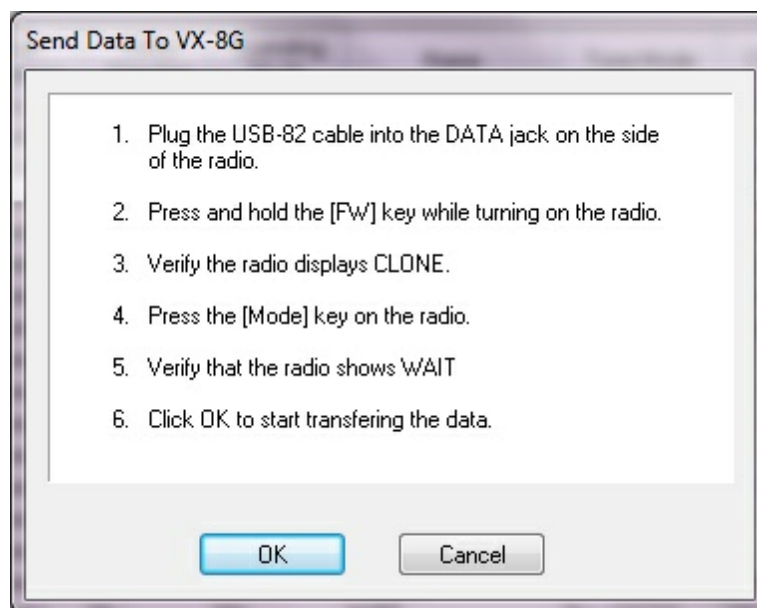 Send Data To VX-8G
1. Plug the USB-82 cable into the DATA jack on the side
of the radio.
2. Press and hold the [FW] key while turning on the radio.
3. Verify the radio displays CLONE.
4. Press the [Mode] key on the radio.
5. Verify that the radio shows WAIT
6. Click OK to start transfering the data.
OK
Cancel